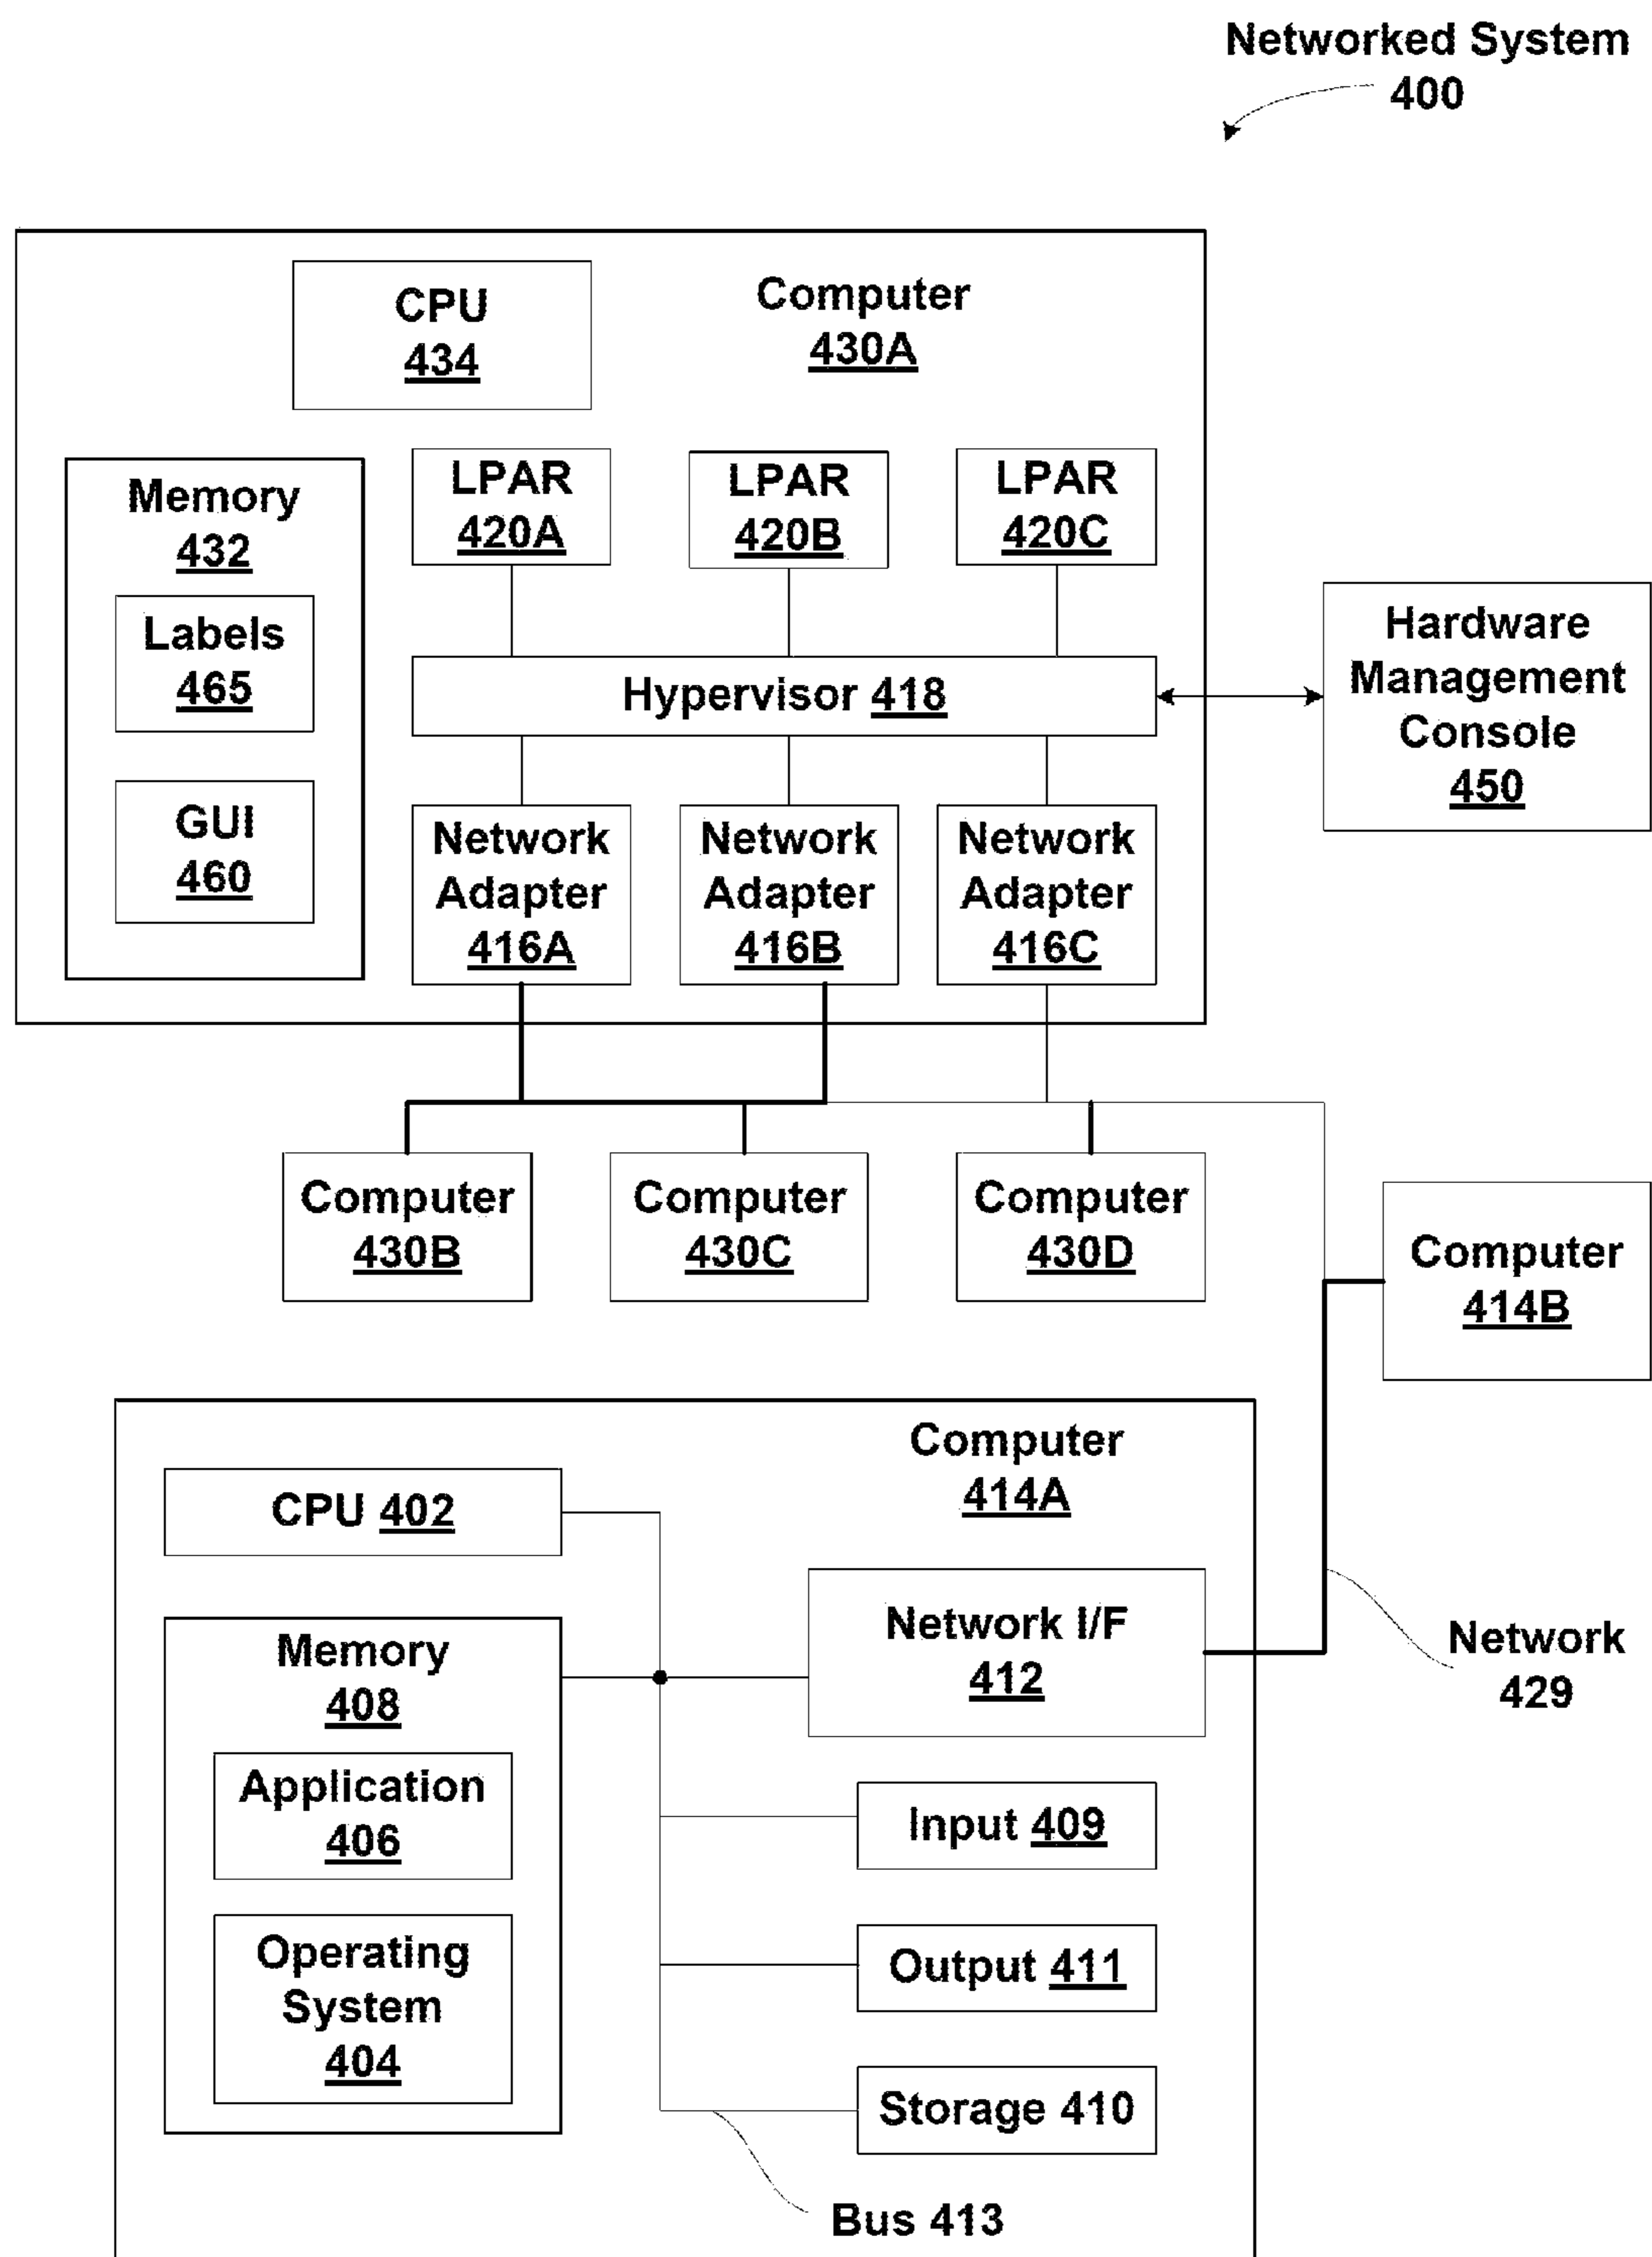 Networked System
400
CPU
434
Computer
430A
Memory
432
Labels
465
GUI
460
LPAR
420A
LPAR
420B
LPAR
420C
Hypervisor 418
Hardware
Management
Console
450
Network
Adapter
416A
Network
Adapter
416B
Network
Adapter
416C
Computer
430B
Computer
430C
Computer
430D
Computer
414B
Computer
414A
CPU 402
Network I/F
412
Network
429
Memory
408
Application
406
Operating
System
404
Input 409
Output 411
Storage 410
Bus 413